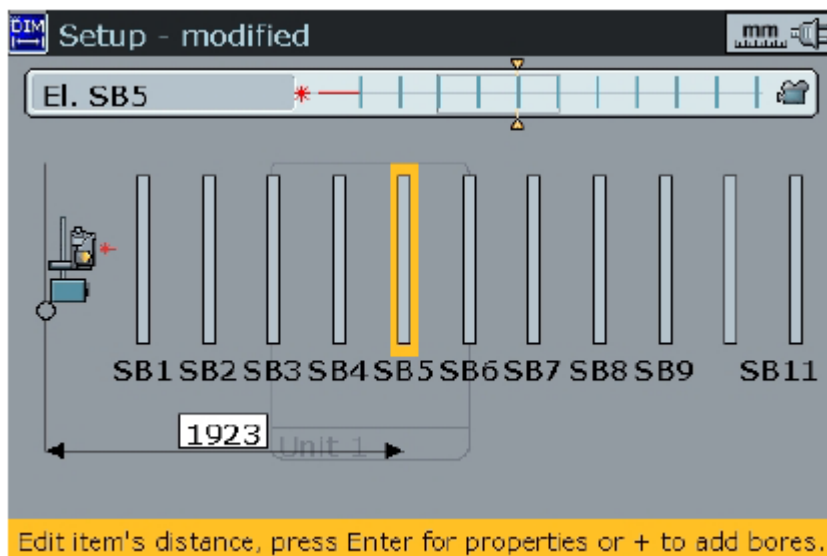 DIM
Setup - modified
mm
El. SB5
SB1 SB2 SB3 SB4 SB5 SB6 SB7 SB8 SB9 SB11
1923
Unit 1
Edit item's distance, press Enter for properties or + to add bores.